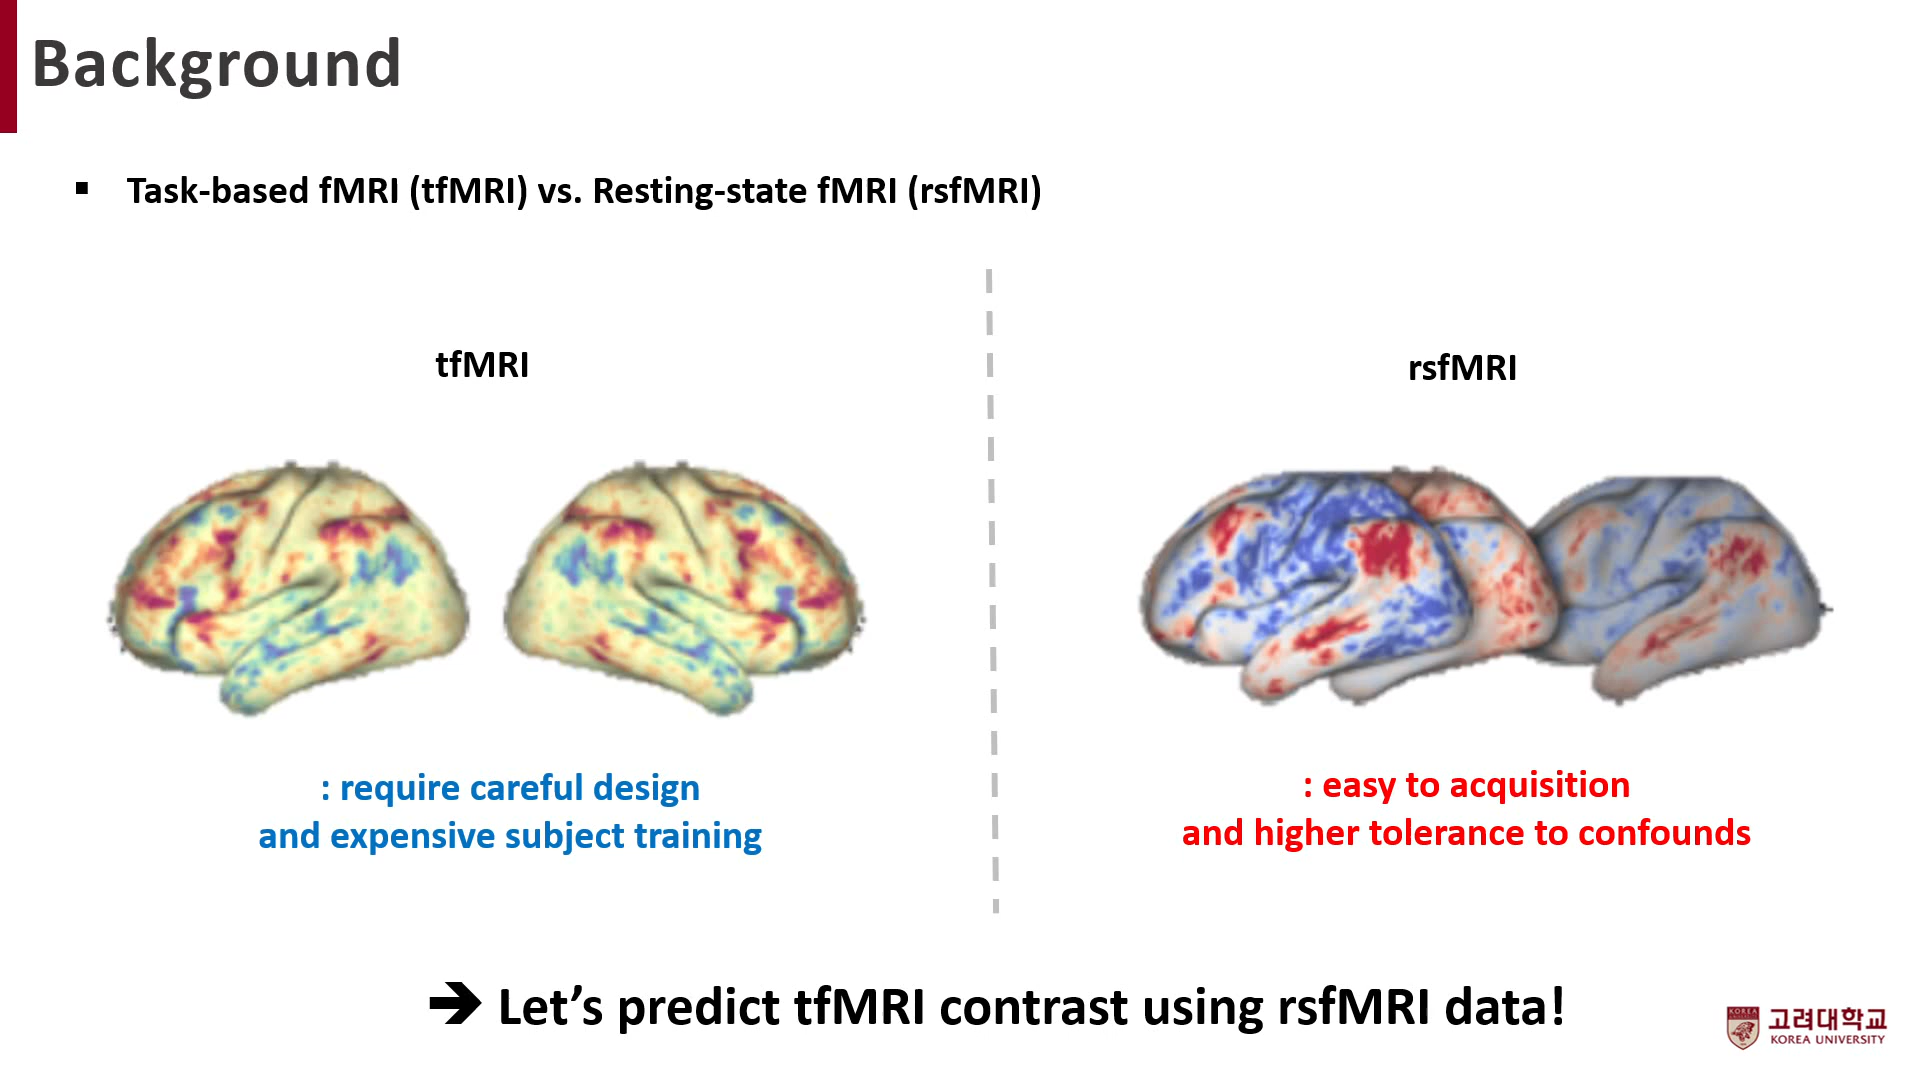 Background
▪ Task-based fMRI (tfMRI) vs. Resting-state fMRI (rsfMRI)
tfMRI
: require careful design
and expensive subject training
rsfMRI
: easy to acquisition
and higher tolerance to confounds
➔ Let’s predict tfMRI contrast using rsfMRI data!
KOREA
고려대학교
KOREA UNIVERSITY